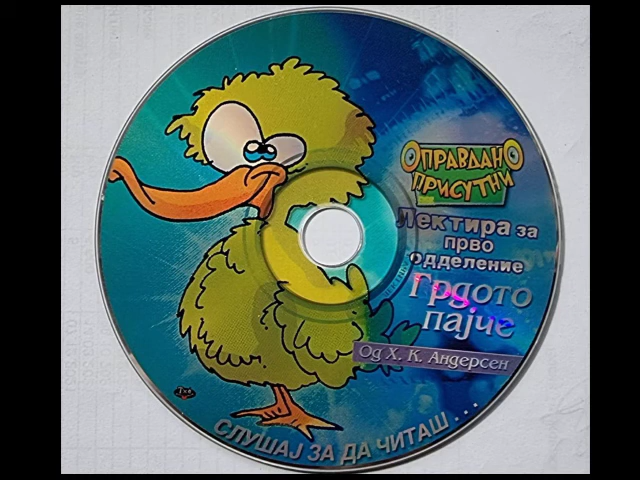 ОПРАВДАНО
ПРИСУТНИ
Лектира за
прво
одделение
Грдото
пајче
Од Х. К. Андерсен
СЛУШАЈ ЗА ДА ЧИТАШ . . .